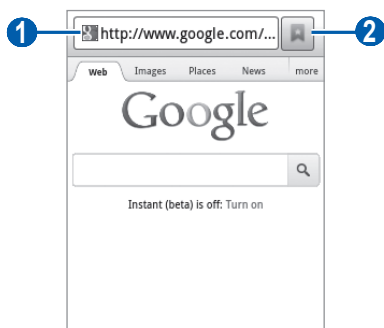 1 http://www.google.com/... 2
Web Images Places News more
Google
Instant (beta) is off: Turn on